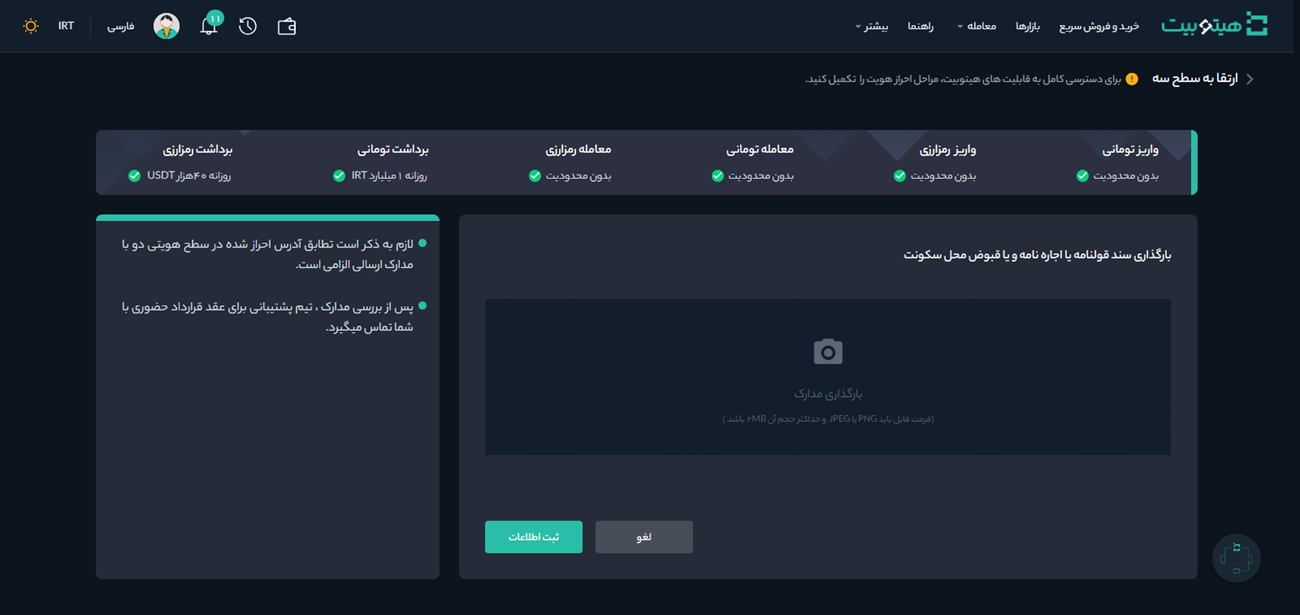 هیتوبیت
خرید و فروش سریع
بازارها
معامله
راهنما
بیشتر
۱۱
فارسی
IRT
ارتقا به سطح سه
برای دسترسی کامل به قابلیت های هیتوبیت، مراحل احراز هویت را تکمیل کنید.
واریز تومانی
بدون محدودیت
واریز رمزارزی
بدون محدودیت
معامله تومانی
بدون محدودیت
معامله رمزارزی
بدون محدودیت
برداشت تومانی
روزانه ۱ میلیارد IRT
برداشت رمزارزی
روزانه ۴۰هزار USDT
بارگذاری سند قولنامه یا اجاره نامه و یا قبوض محل سکونت
بارگذاری مدارک
(فرمت فایل باید PNG یا JPEG و حداکثر حجم آن ۲MB باشد.)
لغو
ثبت اطلاعات
لازم به ذکر است تطابق آدرس احراز شده در سطح هویتی دو با
مدارک ارسالی الزامی است.
پس از بررسی مدارک ، تیم پشتیبانی برای عقد قرارداد حضوری با
شما تماس میگیرد.